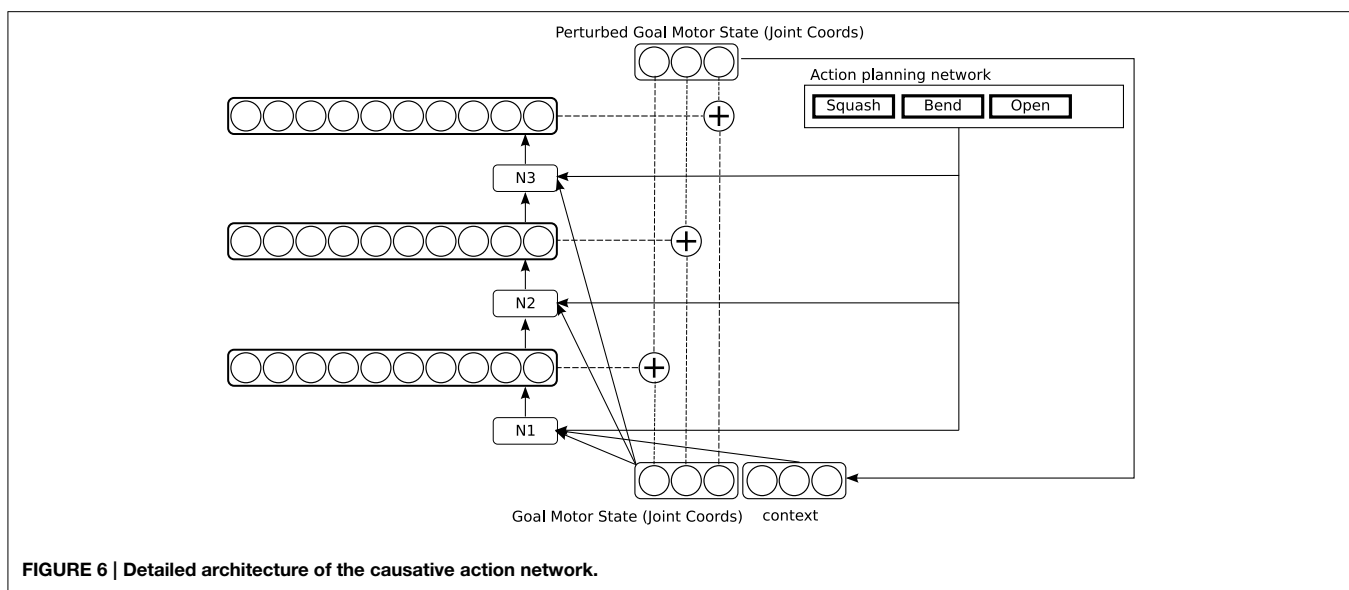 Perturbed Goal Motor State (Joint Coords)
Action planning network
Squash Bend Open
+
N3
+
N2
+
N1
Goal Motor State (Joint Coords) context
FIGURE 6 | Detailed architecture of the causative action network.